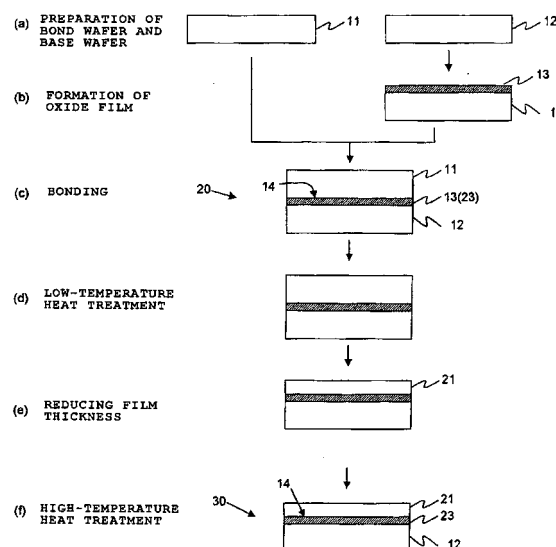 (a) PREPARATION OF
BOND WAFER AND
BASE WAFER
11
12
(b) FORMATION OF
OXIDE FILM
13
1
(c) BONDING
20
14
11
13(23)
12
(d) LOW-TEMPERATURE
HEAT TREATMENT
(e) REDUCING FILM
THICKNESS
21
(f) HIGH-TEMPERATURE
HEAT TREATMENT
30
14
21
23
12